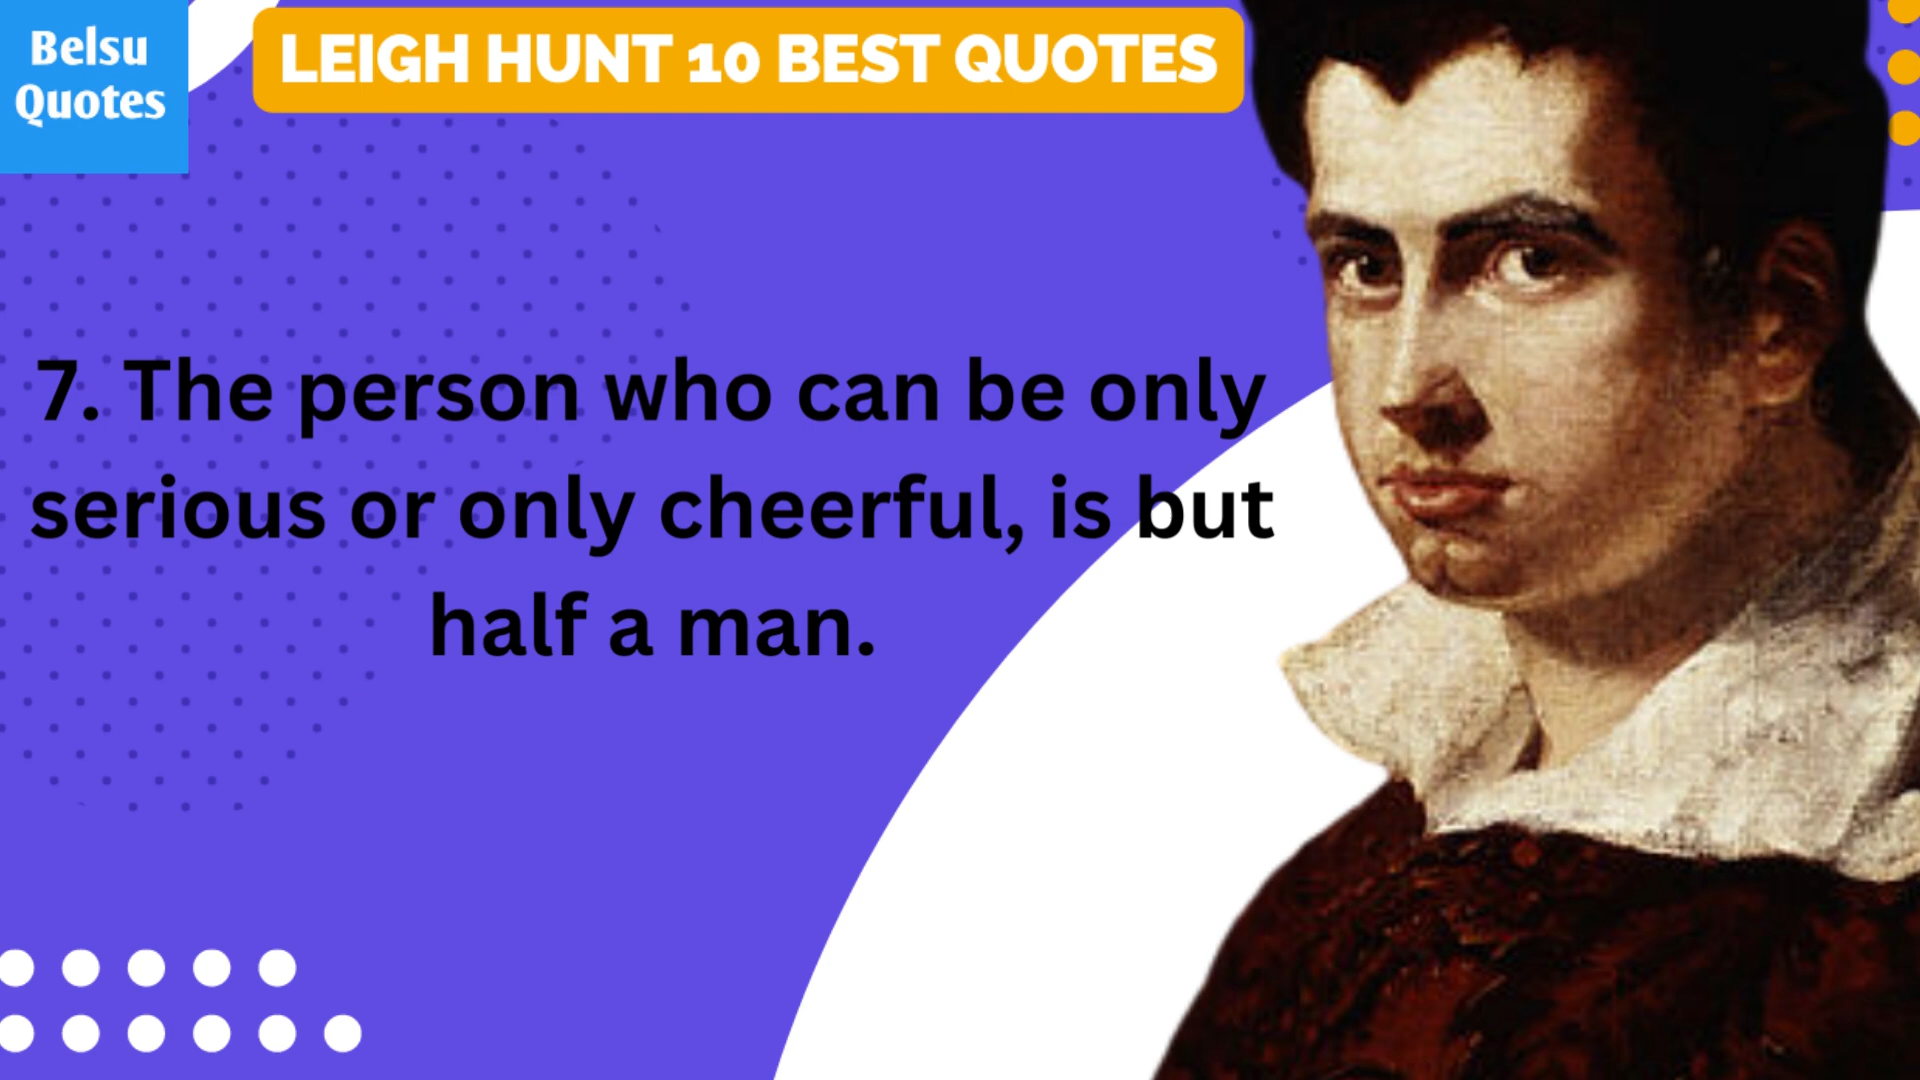 Belsu
Quotes
LEIGH HUNT 10 BEST QUOTES
7. The person who can be only
serious or only cheerful, is but
half a man.